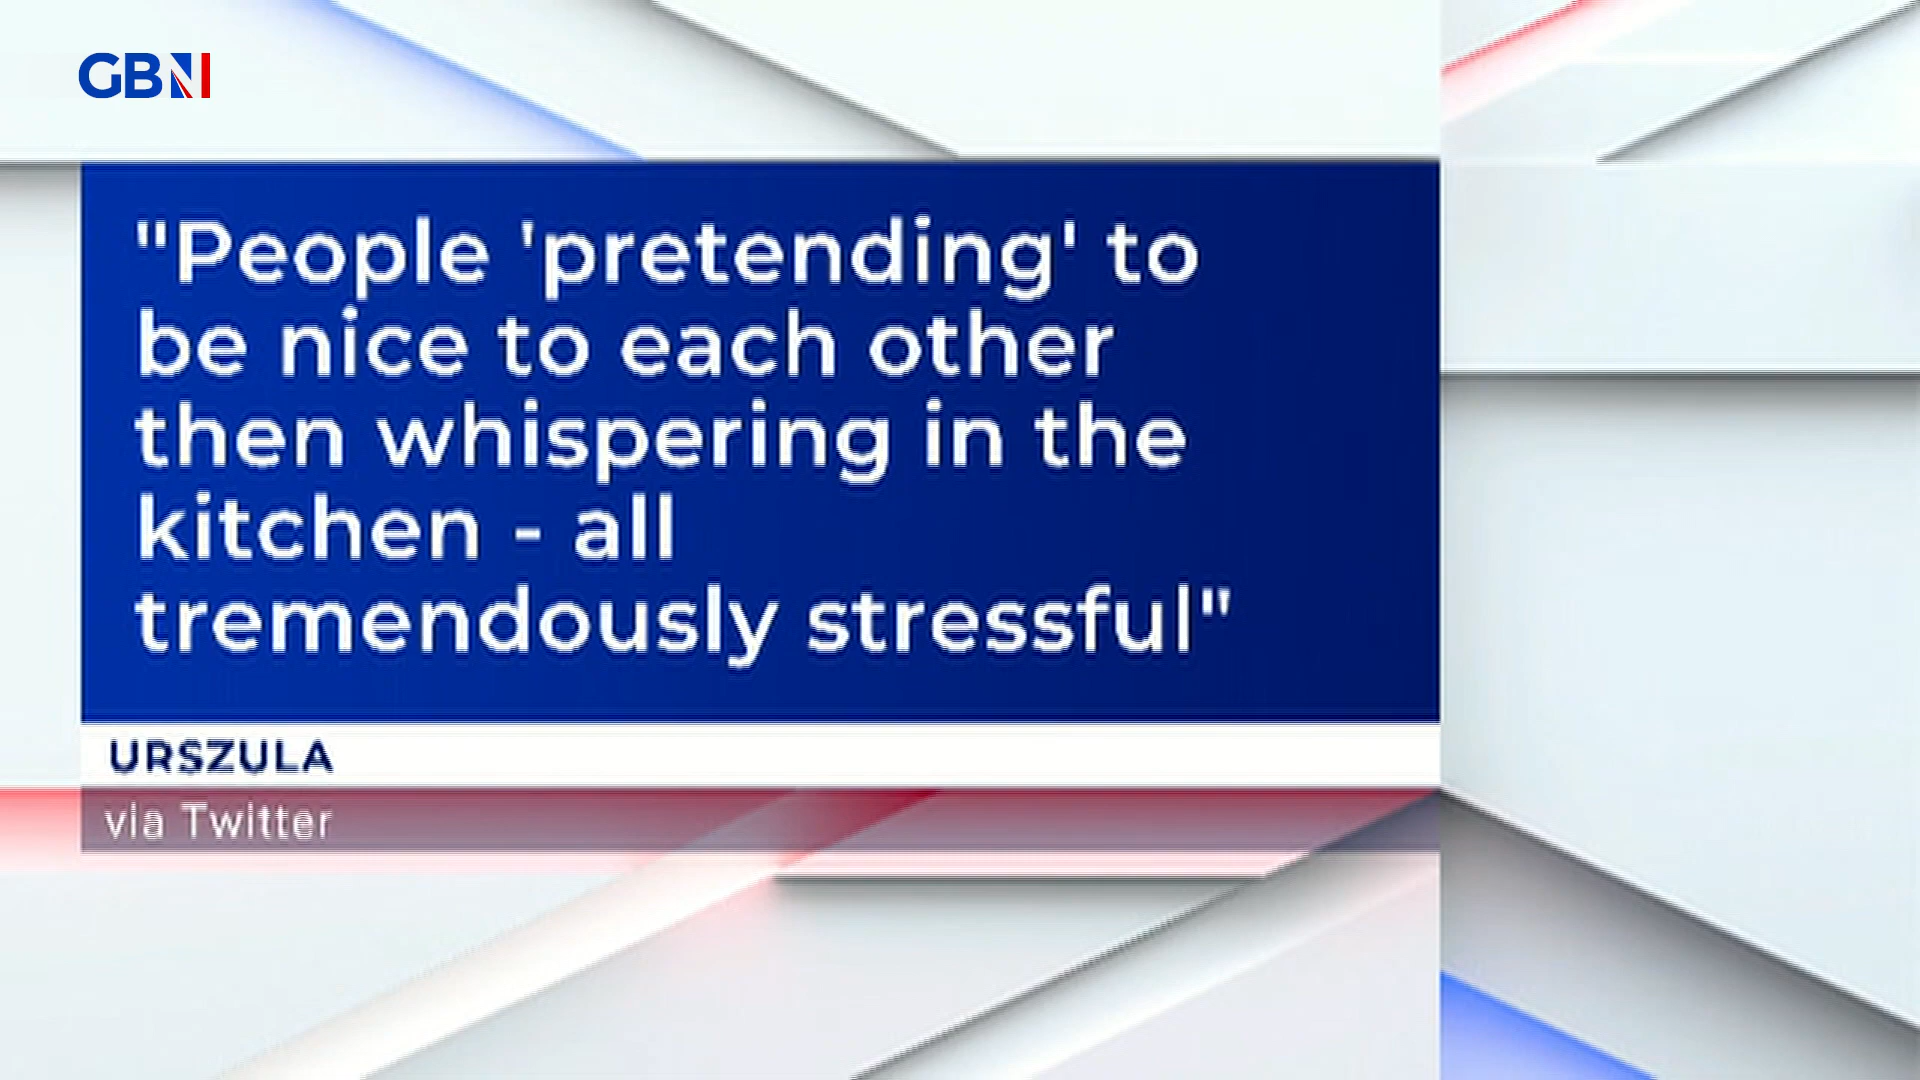 GBN
"People 'pretending' to
be nice to each other
then whispering in the
kitchen - all
tremendously stressful"
URSZULA
via Twitter